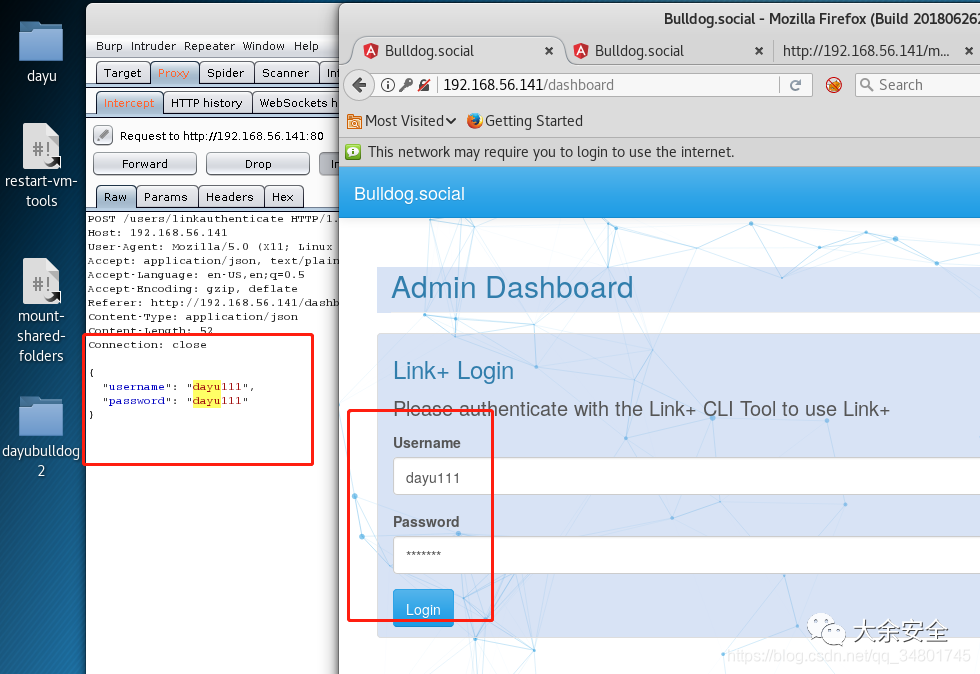 dayu
restart-vm-
tools
mount-
shared-
folders
dayubulldog
2
Burp Intruder Repeater Window Help
Target Proxy Spider Scanner
Intercept HTTP history WebSockets h
Request to http://192.168.56.141:80
Forward Drop
Raw Params Headers Hex
POST /users/linkauthenticate HTTP/1.
Host: 192.168.56.141
User-Agent: Mozilla/5.0 (X11; Linux
Accept: application/json, text/plain
Accept-Language: en-US,en;q=0.5
Accept-Encoding: gzip, deflate
Referer: http://192.168.56.141/dashb
Content-Type: application/json
Content-Length: 52
Connection: close
{
"username": "dayu111",
"password": "dayu111"
}
Bulldog.social - Mozilla Firefox (Build 2018062
Bulldog.social × Bulldog.social × http://192.168.56.141/m... ×
192.168.56.141/dashboard Search
Most Visited Getting Started
This network may require you to login to use the internet.
Bulldog.social
Admin Dashboard
Link+ Login
Please authenticate with the Link+ CLI Tool to use Link+
Username
dayu111
Password
*******
Login
大余安全
https://blog.csdn.net/qq_34801745